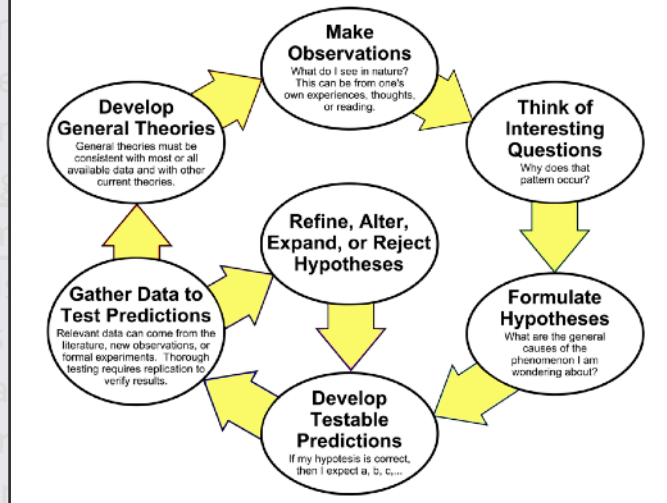 Make
Observations
What do I see in nature?
This can be from one's
own experiences, thoughts,
or reading.
Think of
Interesting
Questions
Why does that
pattern occur?
Formulate
Hypotheses
What are the general
causes of the
phenomenon I am
wondering about?
Develop
Testable
Predictions
If my hypotesis is correct,
then I expect a, b, c,...
Gather Data to
Test Predictions
Relevant data can come from the
literature, new observations, or
formal experiments. Thorough
testing requires replication to
verify results.
Refine, Alter,
Expand, or Reject
Hypotheses
Develop
General Theories
General theories must be
consistent with most or all
available data and with other
current theories.